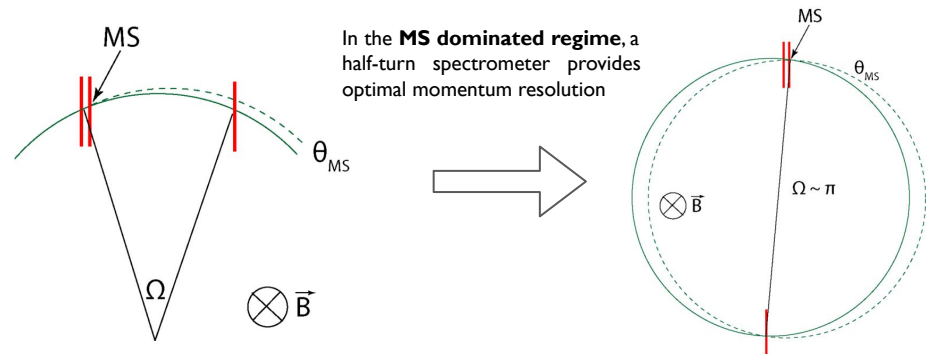 MS
In the MS dominated regime, a
half-turn spectrometer provides
optimal momentum resolution
θMS
Ω
B⃗
MS
θMS
Ω ~ π
B⃗